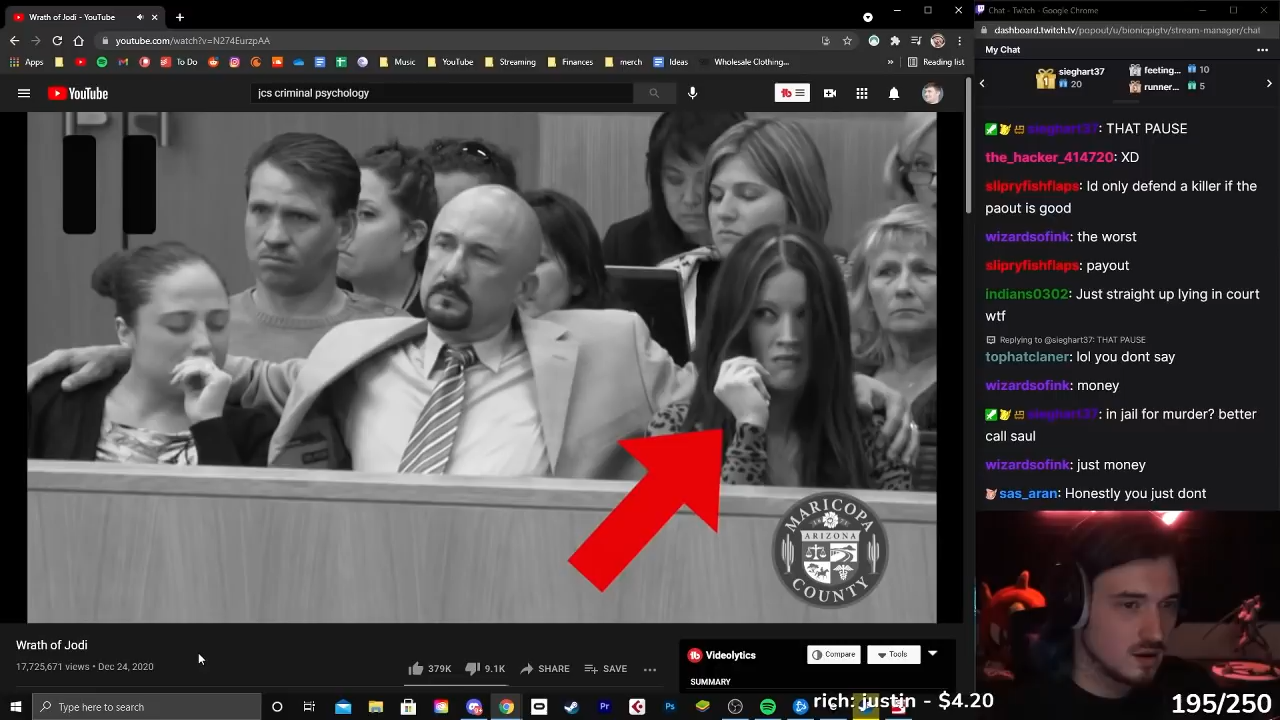 Wrath of Jodi - YouTube
youtube.com/watch?v=N274EurzpAA
Apps
To Do
Music
YouTube
Streaming
Finances
merch
Ideas
Wholesale Clothing...
Reading list
YouTube
jcs criminal psychology
MARICOPA
ARIZONA
COUNTY
Wrath of Jodi
17,725,671 views • Dec 24, 2020
379K
9.1K
SHARE
SAVE
Videolytics
Compare
Tools
SUMMARY
Type here to search
rich: justin - $4.20
195/250
Chat - Twitch - Google Chrome
dashboard.twitch.tv/popout/u/bionicpigtv/stream-manager/chat
My Chat
sieghart37
20
feeting... 10
runner... 5
sieghart37: THAT PAUSE
the_hacker_414720: XD
slipryfishflaps: Id only defend a killer if the
paout is good
wizardsofink: the worst
slipryfishflaps: payout
indians0302: Just straight up lying in court
wtf
Replying to @sieghart37: THAT PAUSE
tophatclaner: lol you dont say
wizardsofink: money
sieghart37: in jail for murder? better
call saul
wizardsofink: just money
sas_aran: Honestly you just dont